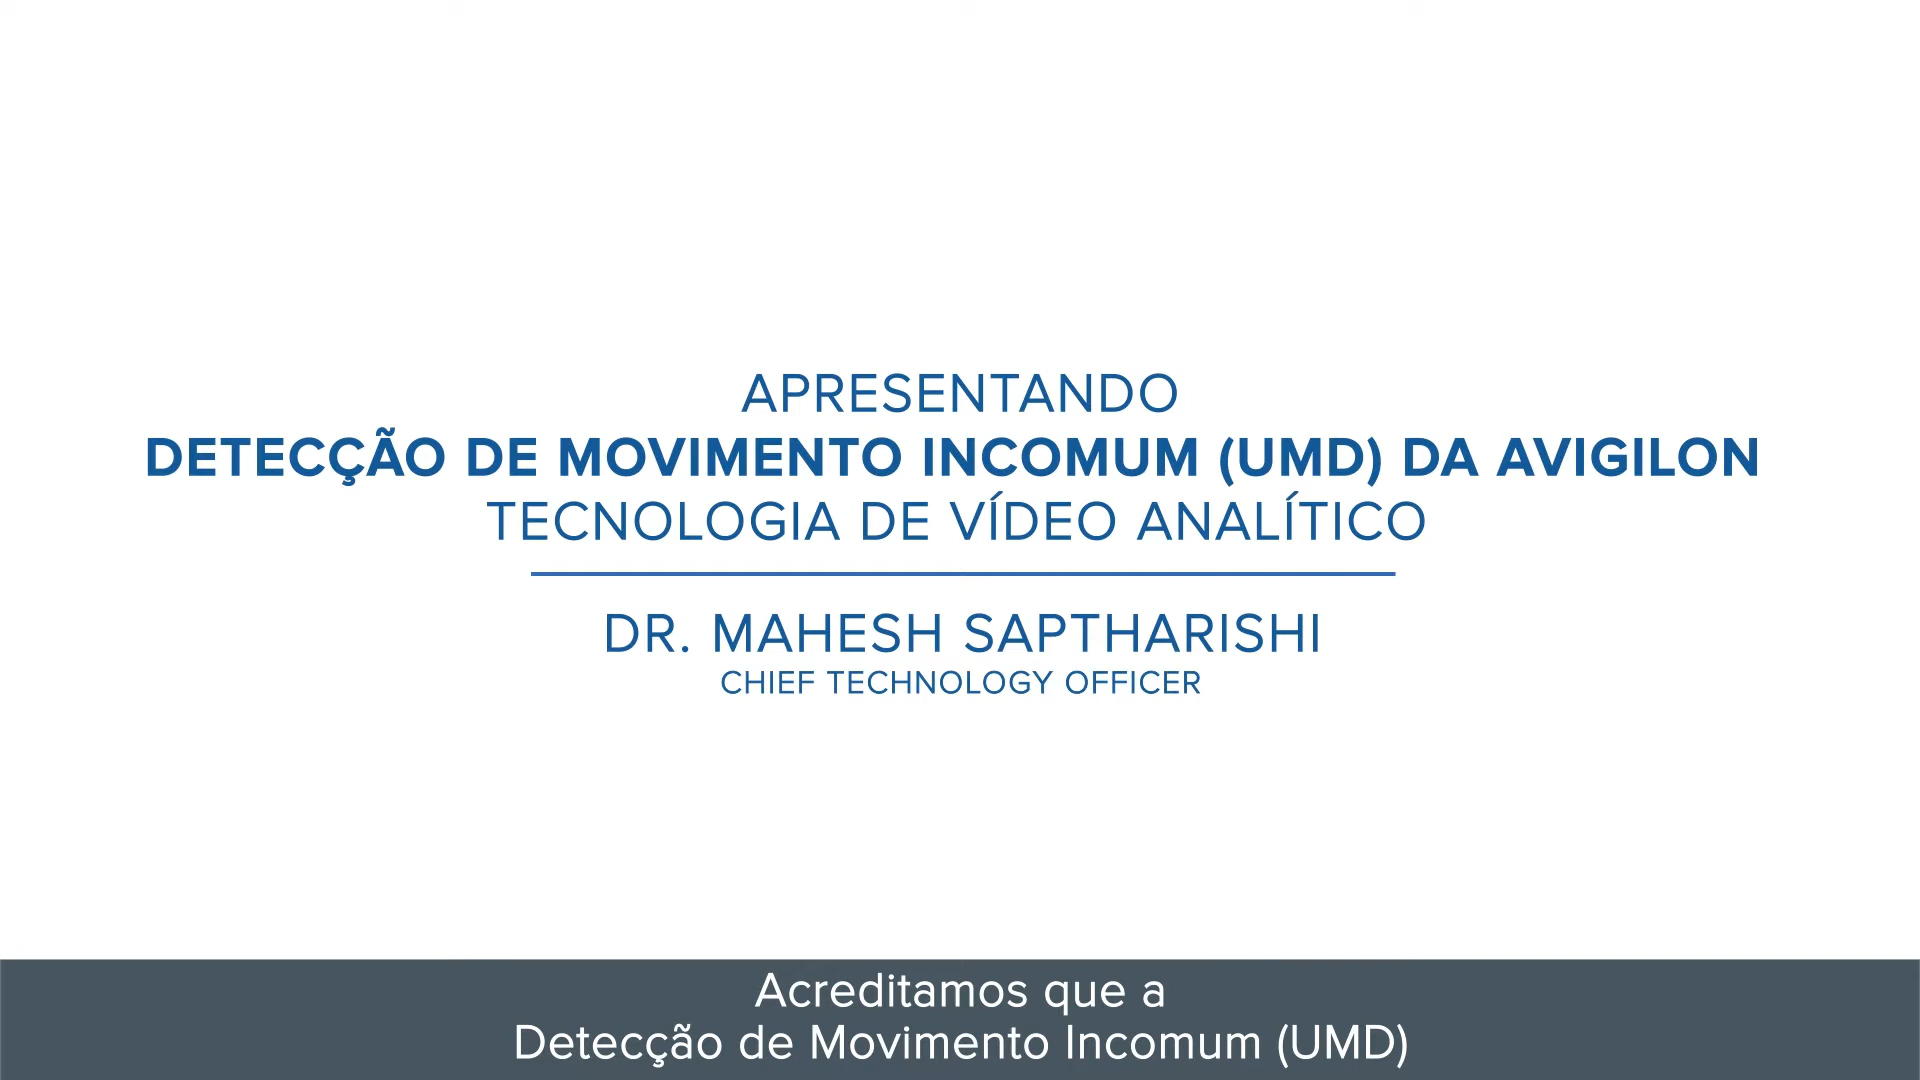 APRESENTANDO
DETECÇÃO DE MOVIMENTO INCOMUM (UMD) DA AVIGILON
TECNOLOGIA DE VÍDEO ANALÍTICO
DR. MAHESH SAPTHARISHI
CHIEF TECHNOLOGY OFFICER
Acreditamos que a
Detecção de Movimento Incomum (UMD)